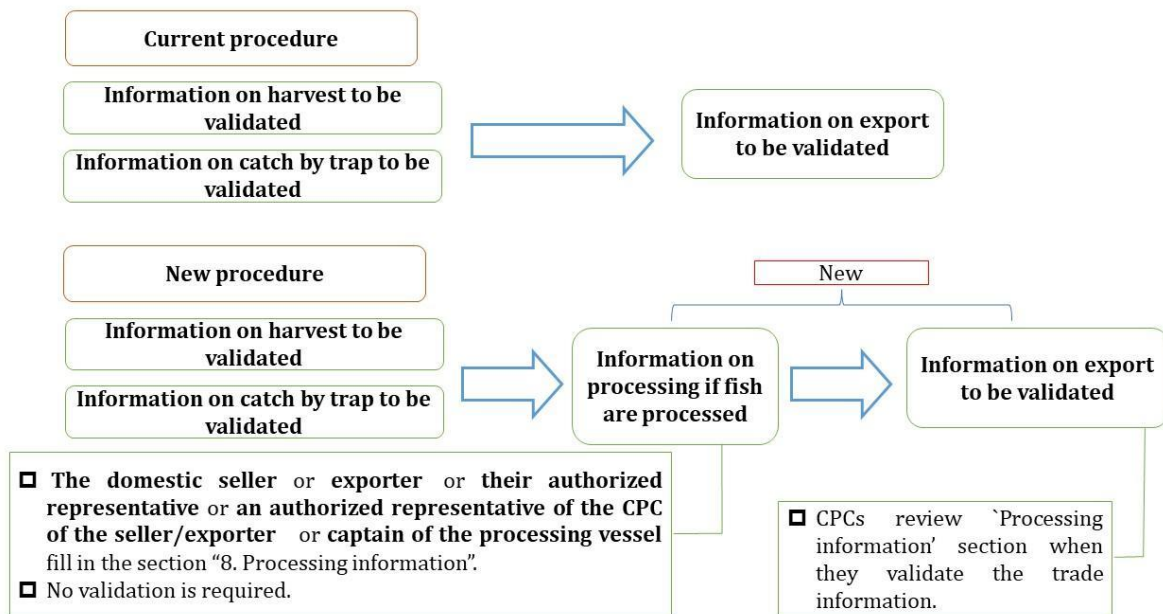 Current procedure
Information on harvest to be
validated
Information on catch by trap to be
validated
Information on export
to be validated
New procedure
New
Information on harvest to be
validated
Information on catch by trap to be
validated
Information on
processing if fish
are processed
Information on export
to be validated
The domestic seller or exporter or their authorized
representative or an authorized representative of the CPC
of the seller/exporter or captain of the processing vessel
fill in the section “8. Processing information”.
No validation is required.
CPCs review `Processing
information’ section when
they validate the trade
information.